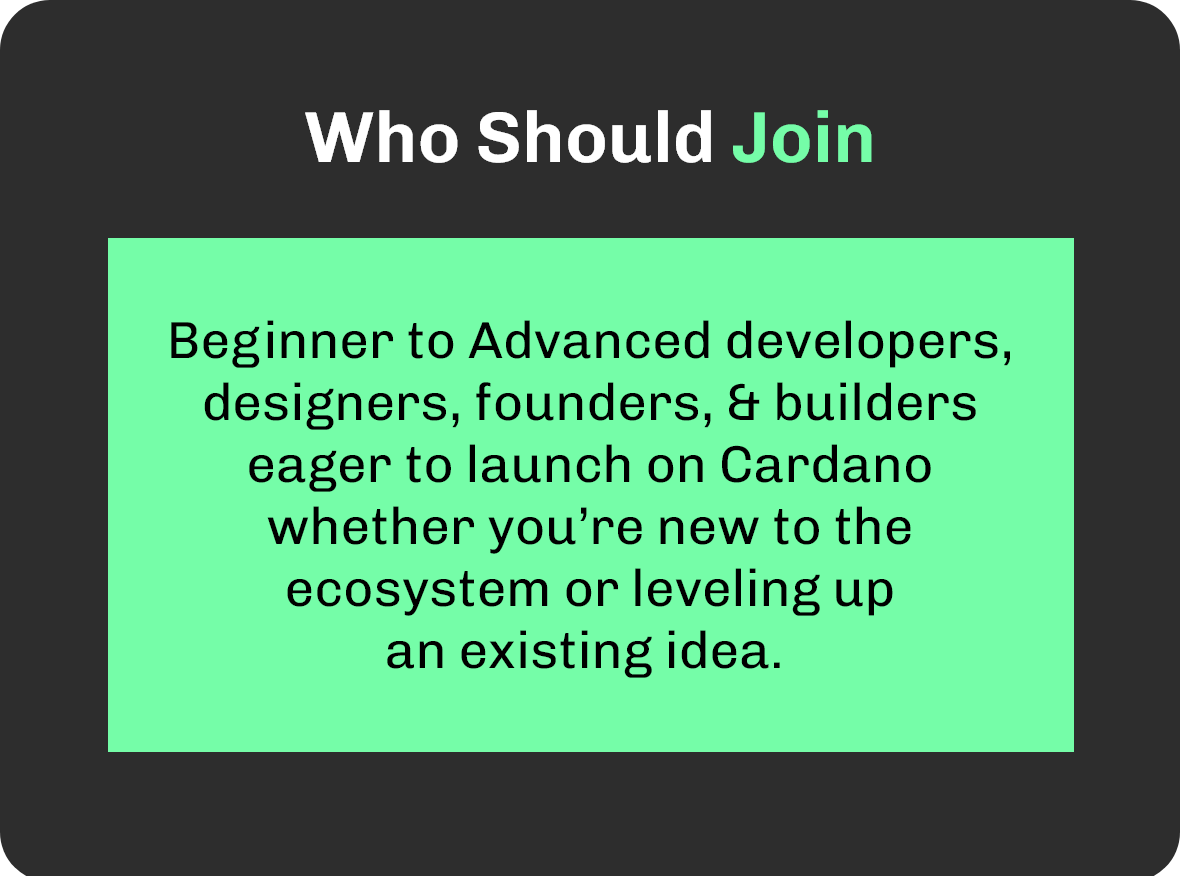 Who Should Join
Beginner to Advanced developers,
designers, founders, & builders
eager to launch on Cardano
whether you’re new to the
ecosystem or leveling up
an existing idea.